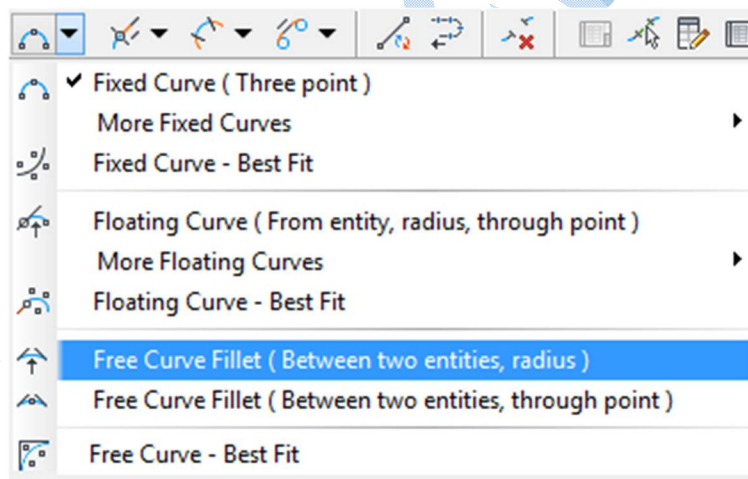 Fixed Curve ( Three point )
More Fixed Curves
Fixed Curve - Best Fit
Floating Curve ( From entity, radius, through point )
More Floating Curves
Floating Curve - Best Fit
Free Curve Fillet ( Between two entities, radius )
Free Curve Fillet ( Between two entities, through point )
Free Curve - Best Fit